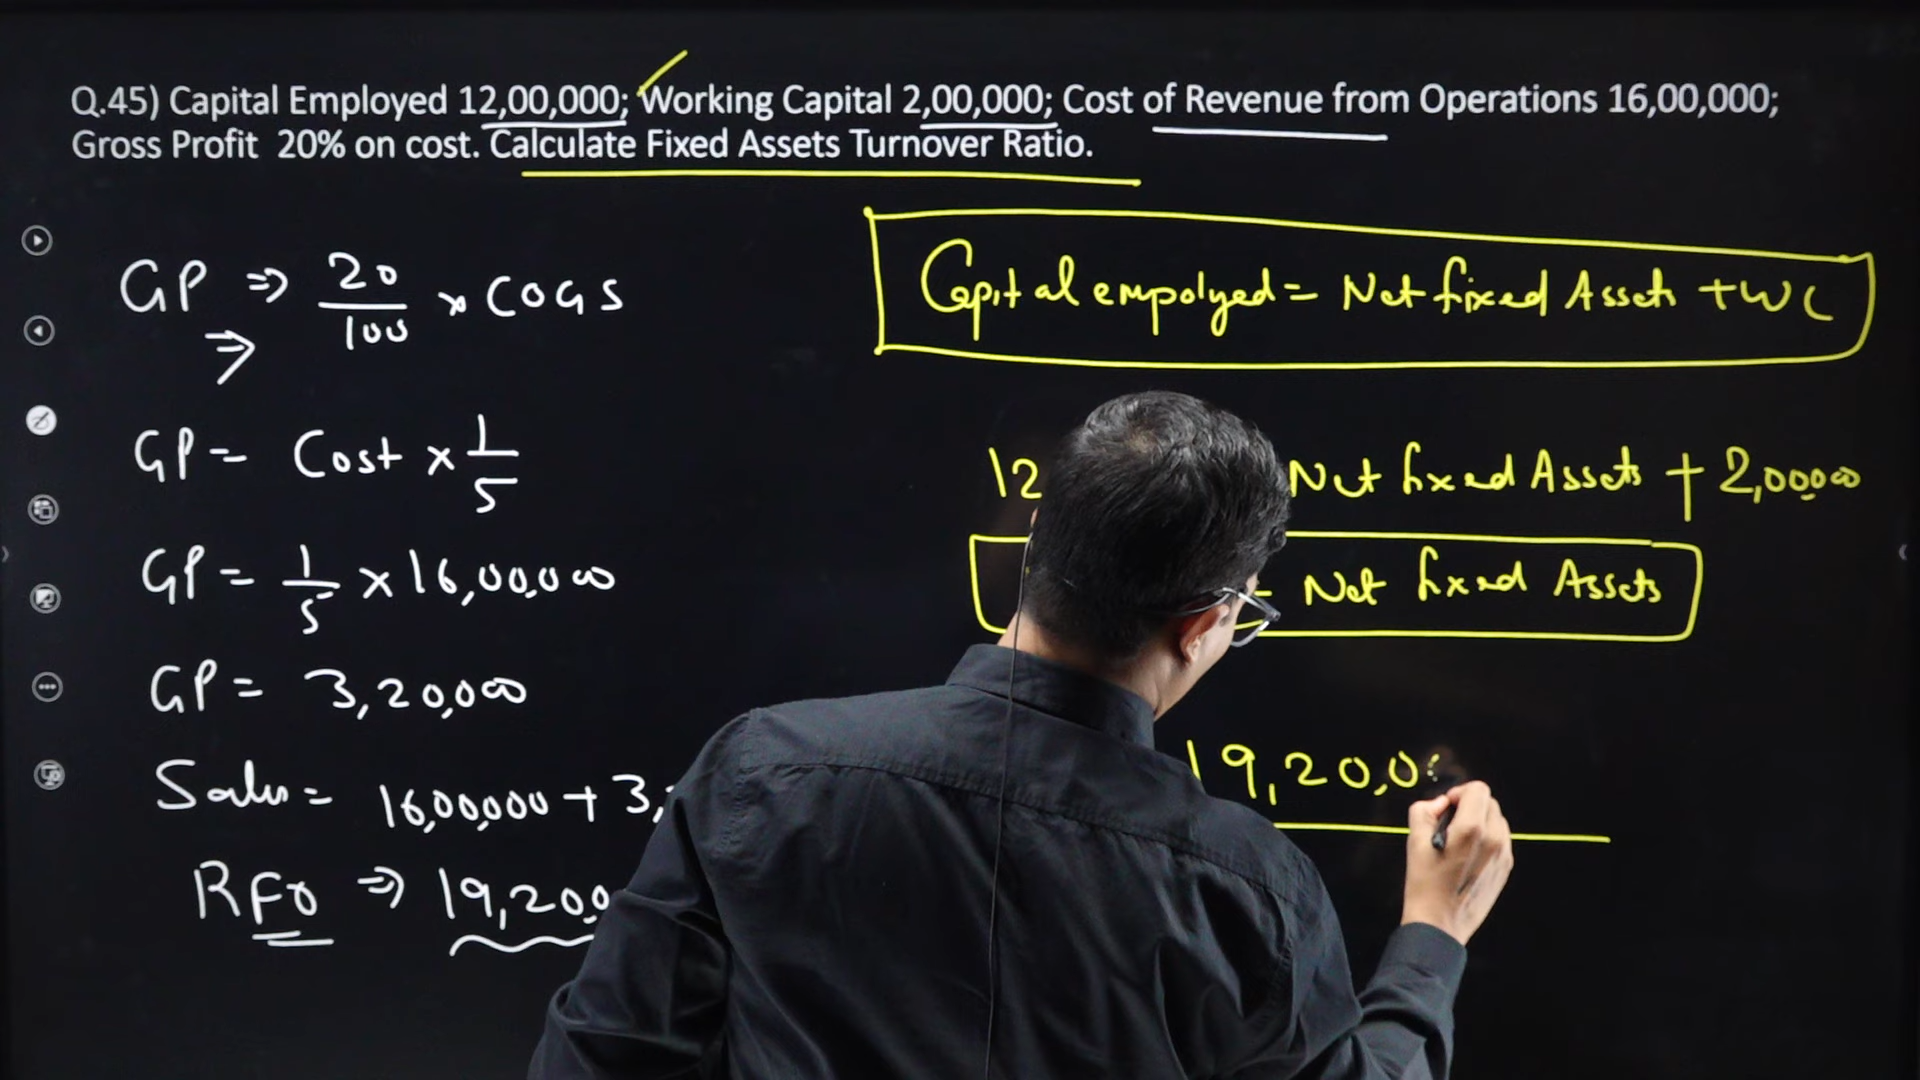 Q.45) Capital Employed 12,00,000; Working Capital 2,00,000; Cost of Revenue from Operations 16,00,000;
Gross Profit 20% on cost. Calculate Fixed Assets Turnover Ratio.
GP ⇒ 20/100 × COGS
⇒
GP = Cost × 1/5
GP = 1/5 × 16,00,000
GP = 3,20,000
Sales = 16,00,000 + 3,
RFO ⇒ 19,20,0
Capital empolyed = Net fixed Assets + WC
12 Net fixed Assets + 2,00,000
= Net fixed Assets
19,20,0